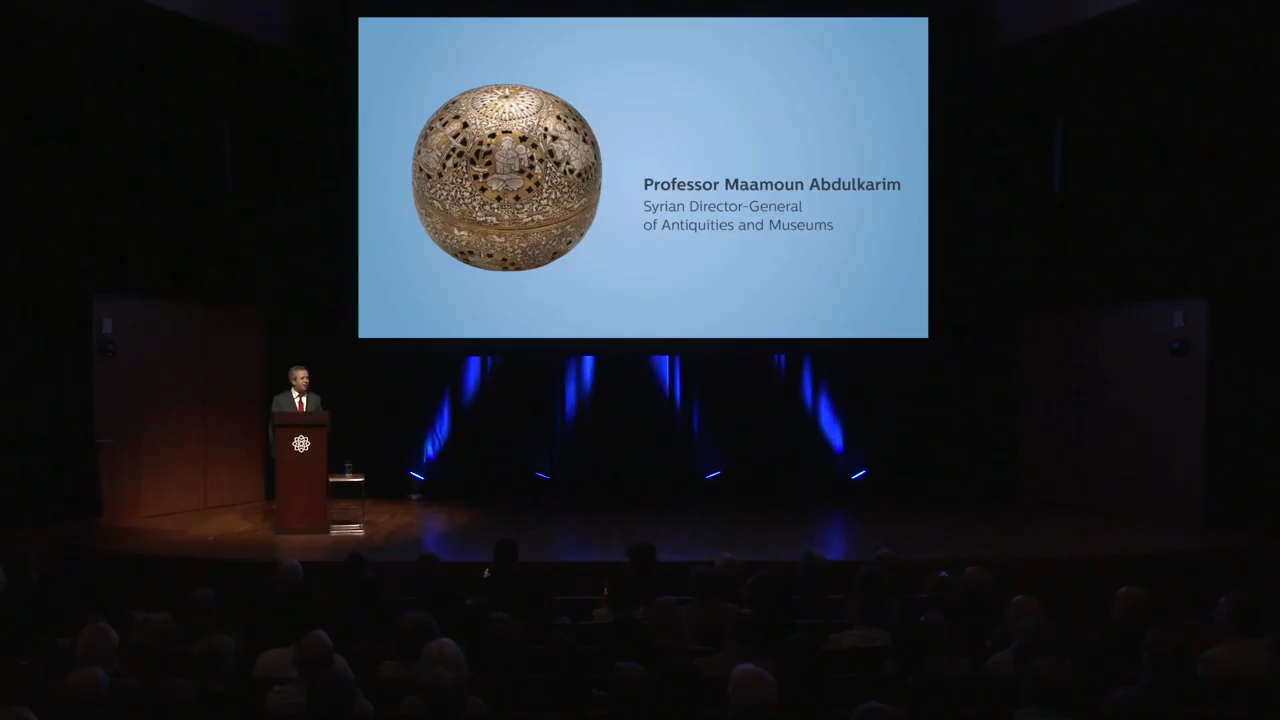 Professor Maamoun Abdulkarim
Syrian Director-General
of Antiquities and Museums